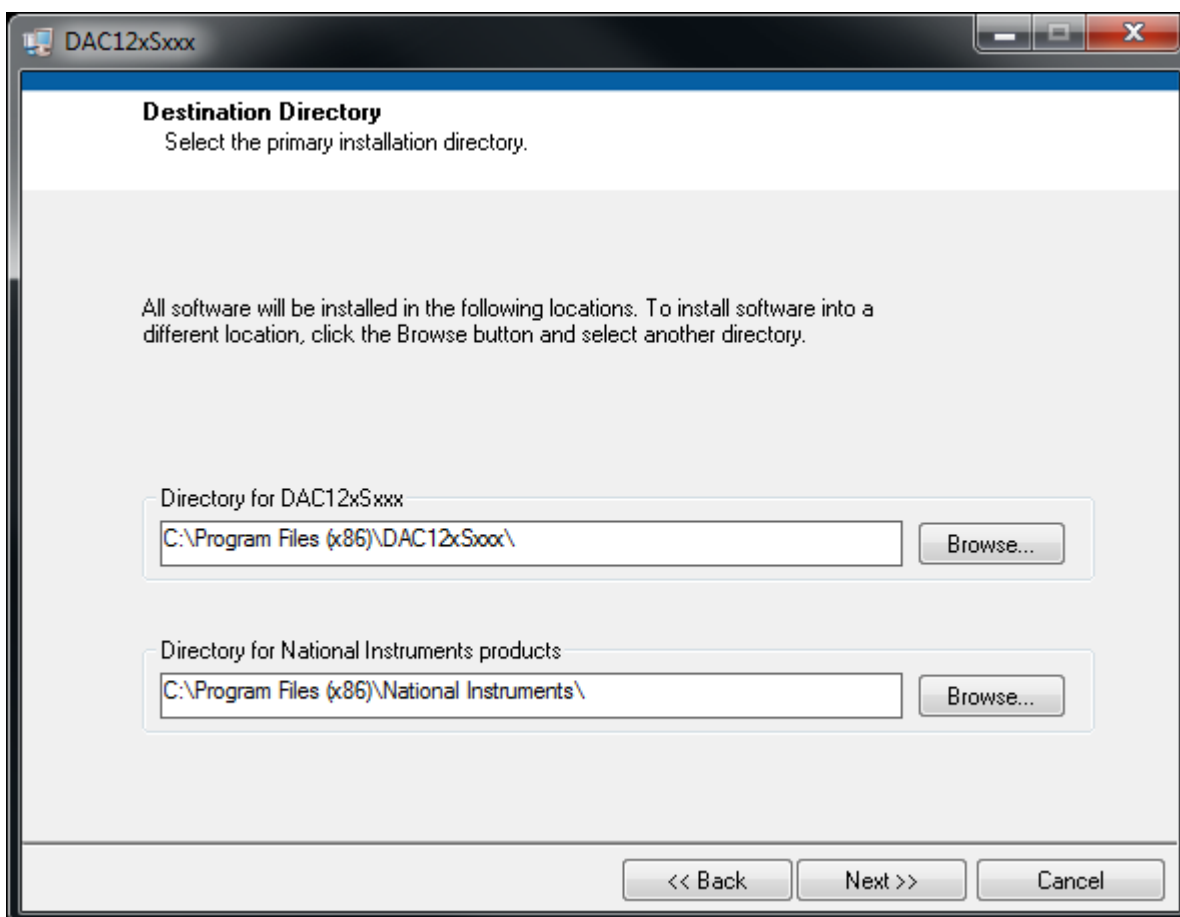 DAC12xSxxx
Destination Directory
Select the primary installation directory.
All software will be installed in the following locations. To install software into a
different location, click the Browse button and select another directory.
Directory for DAC12xSxxx
C:\Program Files (x86)\DAC12xSxxx\
Browse...
Directory for National Instruments products
C:\Program Files (x86)\National Instruments\
Browse...
<< Back
Next >>
Cancel